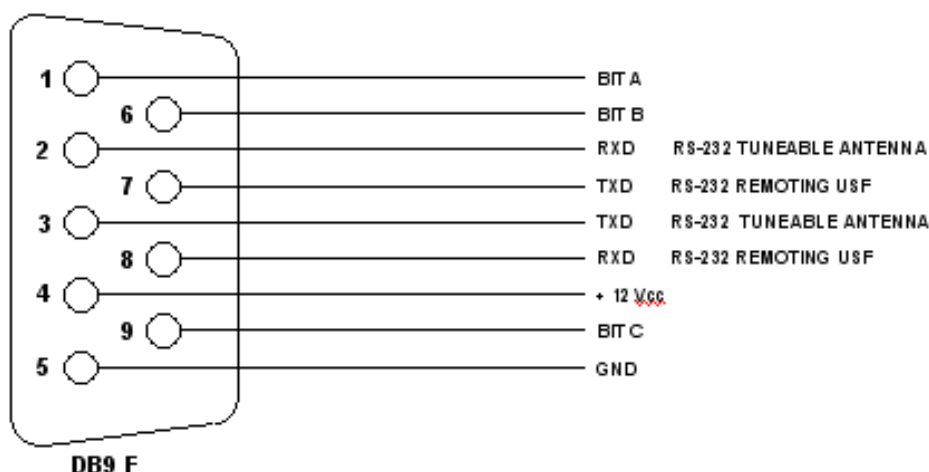 1 BIT A
6 BIT B
2 RXD RS-232 TUNEABLE ANTENNA
7 TXD RS-232 REMOTING USF
3 TXD RS-232 TUNEABLE ANTENNA
8 RXD RS-232 REMOTING USF
4 + 12 Vcc
9 BIT C
5 GND
DB9 F